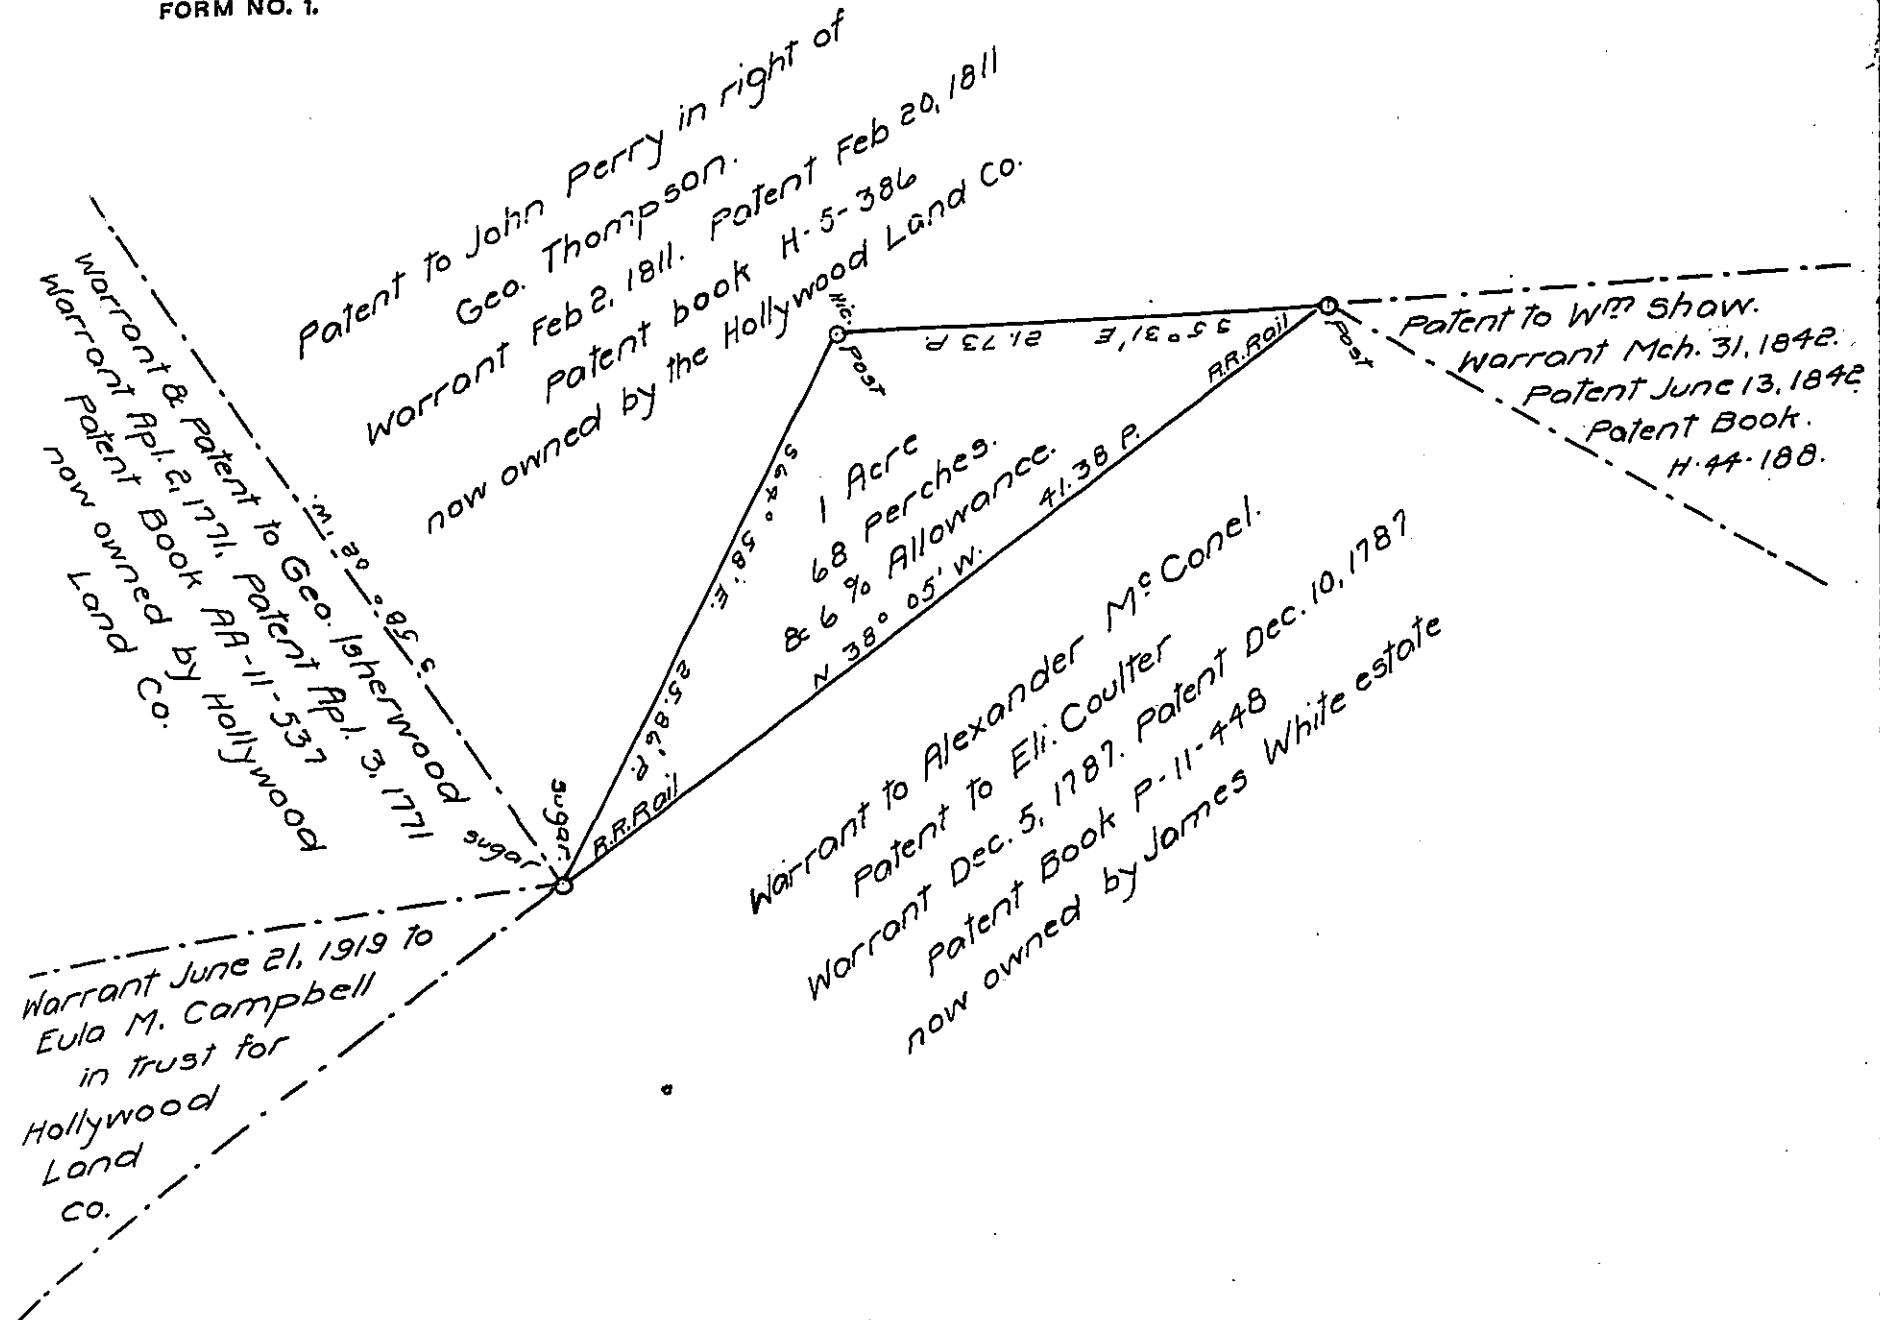 FORM NO. 1.
Patent to John Perry in right of
Geo. Thompson.
Warrant Feb 2, 1811. Patent Feb 20, 1811
Patent book H-5-386
now owned by the Hollywood Land Co.
Warrant & Patent to Geo. Isherwood
Warrant Apl. 2, 1771, Patent Apl. 3, 1771
Patent Book AA-11-537
now owned by Hollywood
Land Co.
S 58° 02 'W.
Post
S 5° 31' E
21.73 P.
R.R. Rail
Post
Patent to Wm Shaw.
Warrant Mch. 31, 1842.
Patent June 13, 1842
Patent Book.
H-44-188.
58' E.
25.86' P.
1 Acre
68 Perches.
& 6 % Allowance.
N 38° 05' W.
41.38 P.
R.R. Rail
sugar.
sugar
Warrant to Alexander Mc Conel.
Patent to Eli. Coulter
Warrant Dec. 5, 1787. Patent Dec. 10, 1787
Patent Book P-11-448
now owned by James White estate
Warrant June 21, 1919 to
Eula M. Campbell
in trust for
Hollywood
Land
Co.